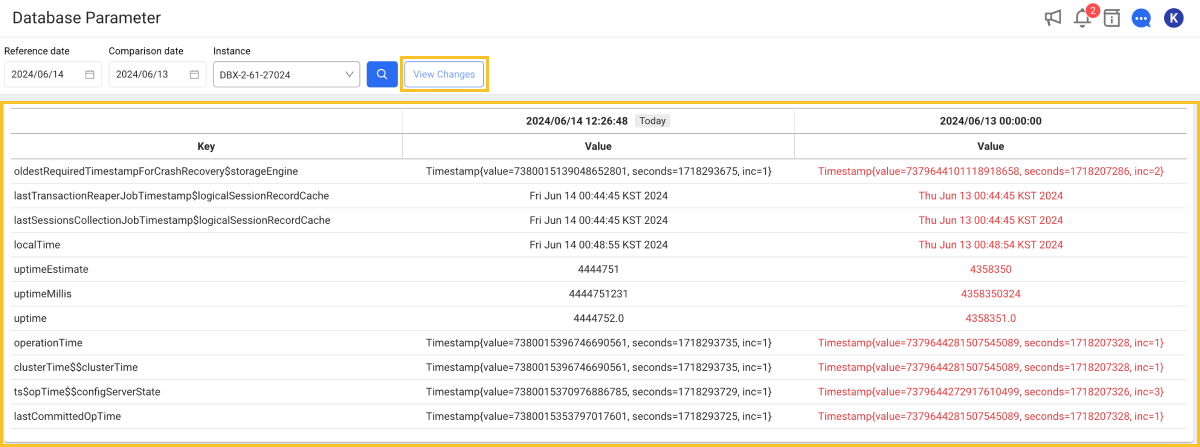 Database Parameter
2
K
Reference date Comparison date Instance
2024/06/14 2024/06/13 DBX-2-61-27024 View Changes
2024/06/14 12:26:48 Today 2024/06/13 00:00:00
Key Value Value
oldestRequiredTimestampForCrashRecovery$storageEngine Timestamp{value=7380015139048652801, seconds=1718293675, inc=1} Timestamp{value=7379644101118918658, seconds=1718207286, inc=2}
lastTransactionReaperJobTimestamp$logicalSessionRecordCache Fri Jun 14 00:44:45 KST 2024 Thu Jun 13 00:44:45 KST 2024
lastSessionsCollectionJobTimestamp$logicalSessionRecordCache Fri Jun 14 00:44:45 KST 2024 Thu Jun 13 00:44:45 KST 2024
localTime Fri Jun 14 00:48:55 KST 2024 Thu Jun 13 00:48:54 KST 2024
uptimeEstimate 4444751 4358350
uptimeMillis 4444751231 4358350324
uptime 4444752.0 4358351.0
operationTime Timestamp{value=7380015396746690561, seconds=1718293735, inc=1} Timestamp{value=7379644281507545089, seconds=1718207328, inc=1}
clusterTime$$clusterTime Timestamp{value=7380015396746690561, seconds=1718293735, inc=1} Timestamp{value=7379644281507545089, seconds=1718207328, inc=1}
ts$opTime$$configServerState Timestamp{value=7380015370976886785, seconds=1718293729, inc=1} Timestamp{value=7379644272917610499, seconds=1718207326, inc=3}
lastCommittedOpTime Timestamp{value=7380015353797017601, seconds=1718293725, inc=1} Timestamp{value=7379644281507545089, seconds=1718207328, inc=1}